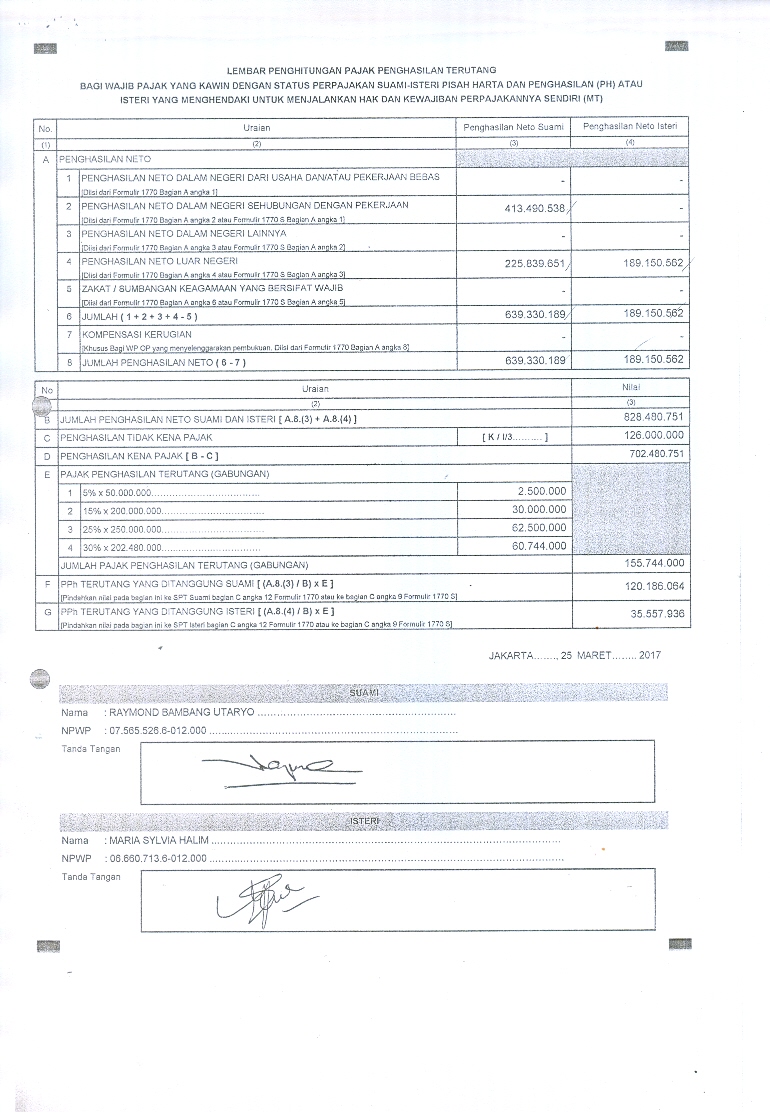 LEMBAR PENGHITUNGAN PAJAK PENGHASILAN TERUTANG
BAGI WAJIB PAJAK YANG KAWIN DENGAN STATUS PERPAJAKAN SUAMI-ISTERI PISAH HARTA DAN PENGHASILAN (PH) ATAU
ISTERI YANG MENGHENDAKI UNTUK MENJALANKAN HAK DAN KEWAJIBAN PERPAJAKANNYA SENDIRI (MT)
No. Uraian Penghasilan Neto Suami Penghasilan Neto Isteri
(1) (2) (3) (4)
A PENGHASILAN NETO
1 PENGHASILAN NETO DALAM NEGERI DARI USAHA DAN/ATAU PEKERJAAN BEBAS - -
[Diisi dari Formulir 1770 Bagian A angka 1]
2 PENGHASILAN NETO DALAM NEGERI SEHUBUNGAN DENGAN PEKERJAAN 413.490.538 -
[Diisi dari Formulir 1770 Bagian A angka 2 atau Formulir 1770 S Bagian A angka 1]
3 PENGHASILAN NETO DALAM NEGERI LAINNYA - -
[Diisi dari Formulir 1770 Bagian A angka 3 atau Formulir 1770 S Bagian A angka 2]
4 PENGHASILAN NETO LUAR NEGERI 225.839.651 189.150.562
[Diisi dari Formulir 1770 Bagian A angka 4 atau Formulir 1770 S Bagian A angka 3]
5 ZAKAT / SUMBANGAN KEAGAMAAN YANG BERSIFAT WAJIB - -
[Diisi dari Formulir 1770 Bagian A angka 6 atau Formulir 1770 S Bagian A angka 5]
6 JUMLAH ( 1 + 2 + 3 + 4 - 5 ) 639.330.189 189.150.562
7 KOMPENSASI KERUGIAN - -
[Khusus Bagi WP OP yang menyelenggarakan pembukuan. Diisi dari Formulir 1770 Bagian A angka 8]
8 JUMLAH PENGHASILAN NETO ( 6 - 7 ) 639.330.189 189.150.562
No Uraian Nilai
(2) (3)
B JUMLAH PENGHASILAN NETO SUAMI DAN ISTERI [ A.8.(3) + A.8.(4) ] 828.480.751
C PENGHASILAN TIDAK KENA PAJAK [ K / I/3.......... ] 126.000.000
D PENGHASILAN KENA PAJAK [ B - C ] 702.480.751
E PAJAK PENGHASILAN TERUTANG (GABUNGAN)
1 5% x 50.000.000.................................. 2.500.000
2 15% x 200.000.000.................................. 30.000.000
3 25% x 250.000.000.................................. 62.500.000
4 30% x 202.480.000.................................. 60.744.000
JUMLAH PAJAK PENGHASILAN TERUTANG (GABUNGAN) 155.744.000
F PPh TERUTANG YANG DITANGGUNG SUAMI [ (A.8.(3) / B) x E ] 120.186.064
[Pindahkan nilai pada bagian ini ke SPT Suami bagian C angka 12 Formulir 1770 atau ke bagian C angka 9 Formulir 1770 S]
G PPh TERUTANG YANG DITANGGUNG ISTERI [ (A.8.(4) / B) x E ] 35.557.936
[Pindahkan nilai pada bagian ini ke SPT Isteri bagian C angka 12 Formulir 1770 atau ke bagian C angka 9 Formulir 1770 S]
JAKARTA......., 25 MARET........ 2017
SUAMI
Nama : RAYMOND BAMBANG UTARYO ..............................................................
NPWP : 07.565.526.6-012.000 ..............................................................
Tanda Tangan
ISTERI
Nama : MARIA SYLVIA HALIM ..............................................................
NPWP : 06.660.713.6-012.000 ..............................................................
Tanda Tangan